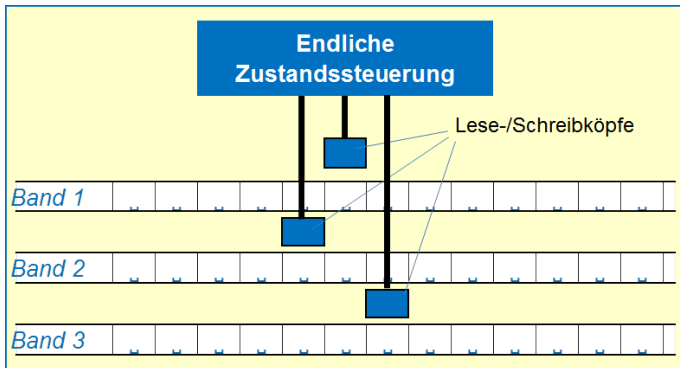 Endliche
Zustandssteuerung
Lese-/Schreibköpfe
Band 1
Band 2
Band 3